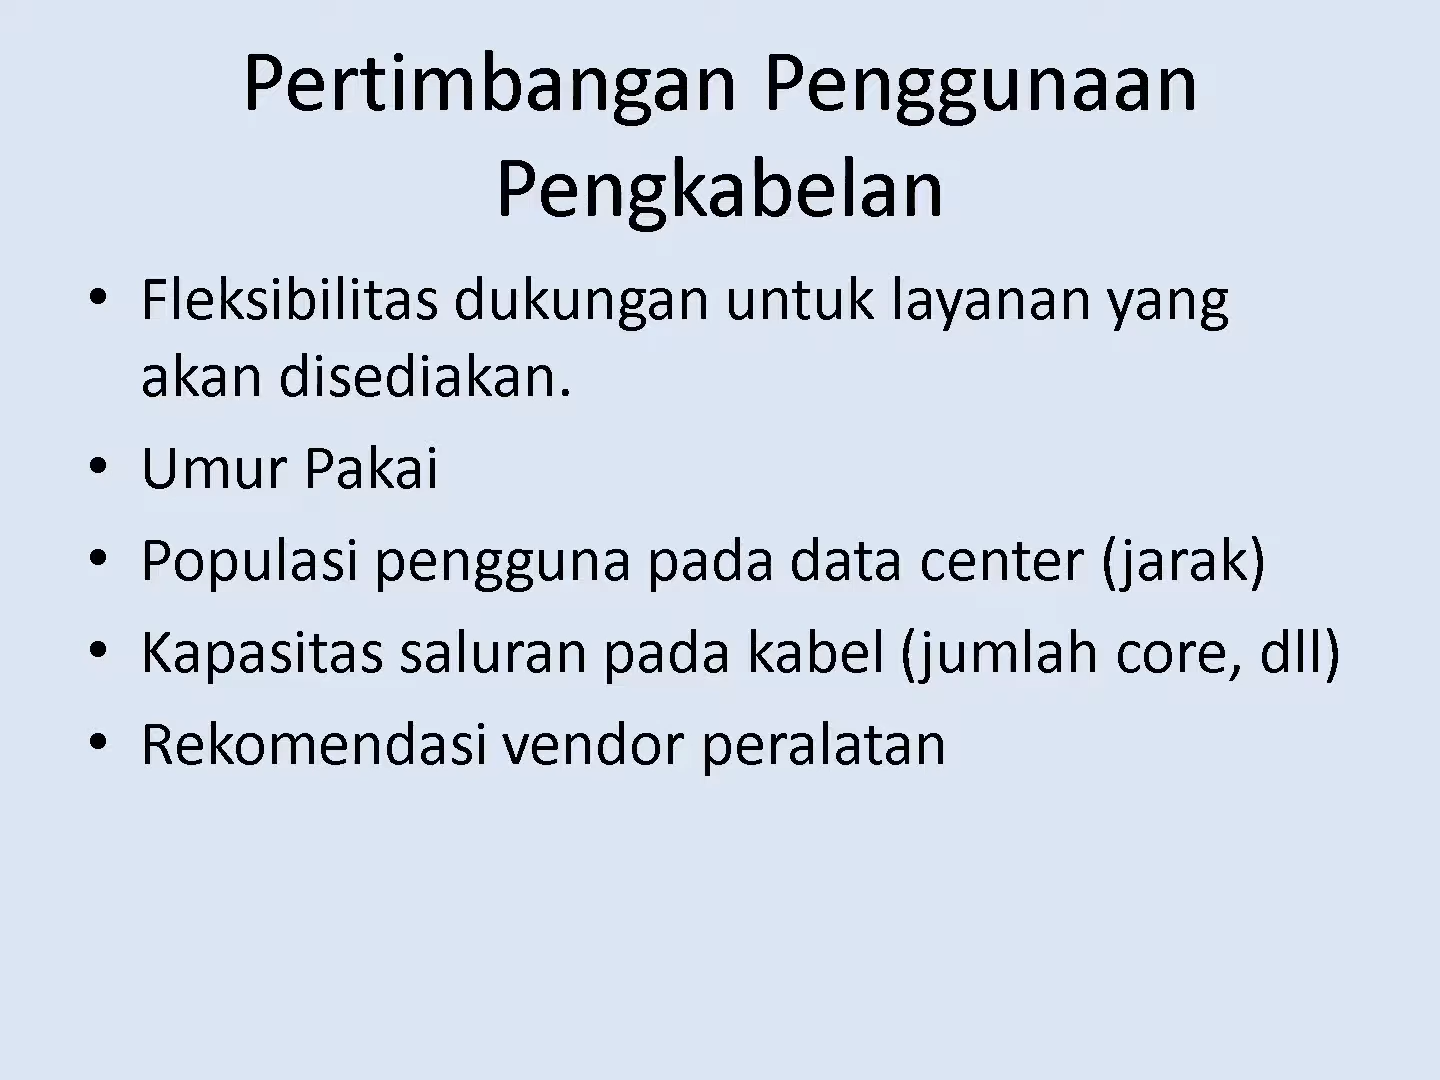 Pertimbangan Penggunaan
Pengkabelan
• Fleksibilitas dukungan untuk layanan yang
akan disediakan.
• Umur Pakai
• Populasi pengguna pada data center (jarak)
• Kapasitas saluran pada kabel (jumlah core, dll)
• Rekomendasi vendor peralatan